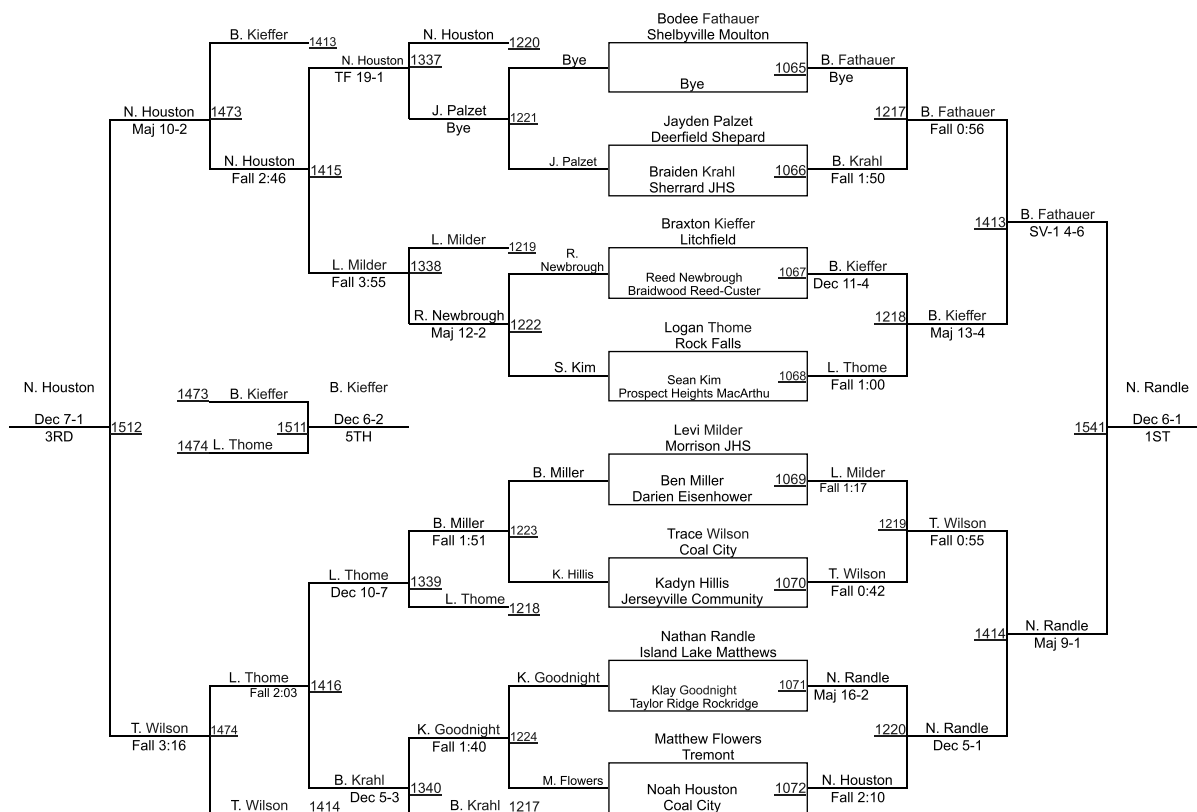 Bodee Fathauer
Shelbyville Moulton
B. Kieffer
1413
N. Houston
1220
N. Houston
1337
TF 19-1
Bye
1065
B. Fathauer
Bye
Bye
N. Houston
1473
Maj 10-2
J. Palzet
1221
Bye
Jayden Palzet
Deerfield Shepard
1217
B. Fathauer
Fall 0:56
N. Houston
1415
Fall 2:46
J. Palzet
Braiden Krahl
1066
Sherrard JHS
B. Krahl
Fall 1:50
Braxton Kieffer
Litchfield
1413
B. Fathauer
SV-1 4-6
L. Milder
1219
L. Milder
1338
Fall 3:55
R.
Newbrough
Reed Newbrough
1067
Braidwood Reed-Custer
B. Kieffer
Dec 11-4
R. Newbrough
1222
Maj 12-2
Logan Thome
Rock Falls
1218
B. Kieffer
Maj 13-4
S. Kim
Sean Kim
1068
Prospect Heights MacArthu
L. Thome
Fall 1:00
N. Houston
Dec 7-1
3RD
1512
1473
B. Kieffer
1474
L. Thome
1511
B. Kieffer
Dec 6-2
5TH
N. Randle
1541
Dec 6-1
1ST
Levi Milder
Morrison JHS
B. Miller
Ben Miller
1069
Darien Eisenhower
L. Milder
Fall 1:17
B. Miller
1223
Fall 1:51
Trace Wilson
Coal City
1219
T. Wilson
Fall 0:55
L. Thome
1339
Dec 10-7
K. Hillis
Kadyn Hillis
1070
Jerseyville Community
T. Wilson
Fall 0:42
L. Thome
1218
Nathan Randle
Island Lake Matthews
1414
N. Randle
Maj 9-1
L. Thome
1416
Fall 2:03
K. Goodnight
Klay Goodnight
1071
Taylor Ridge Rockridge
N. Randle
Maj 16-2
T. Wilson
1474
Fall 3:16
K. Goodnight
1224
Fall 1:40
Matthew Flowers
Tremont
1220
N. Randle
Dec 5-1
B. Krahl
1340
Dec 5-3
M. Flowers
Noah Houston
1072
Coal City
N. Houston
Fall 2:10
T. Wilson
1414
B. Krahl
1217